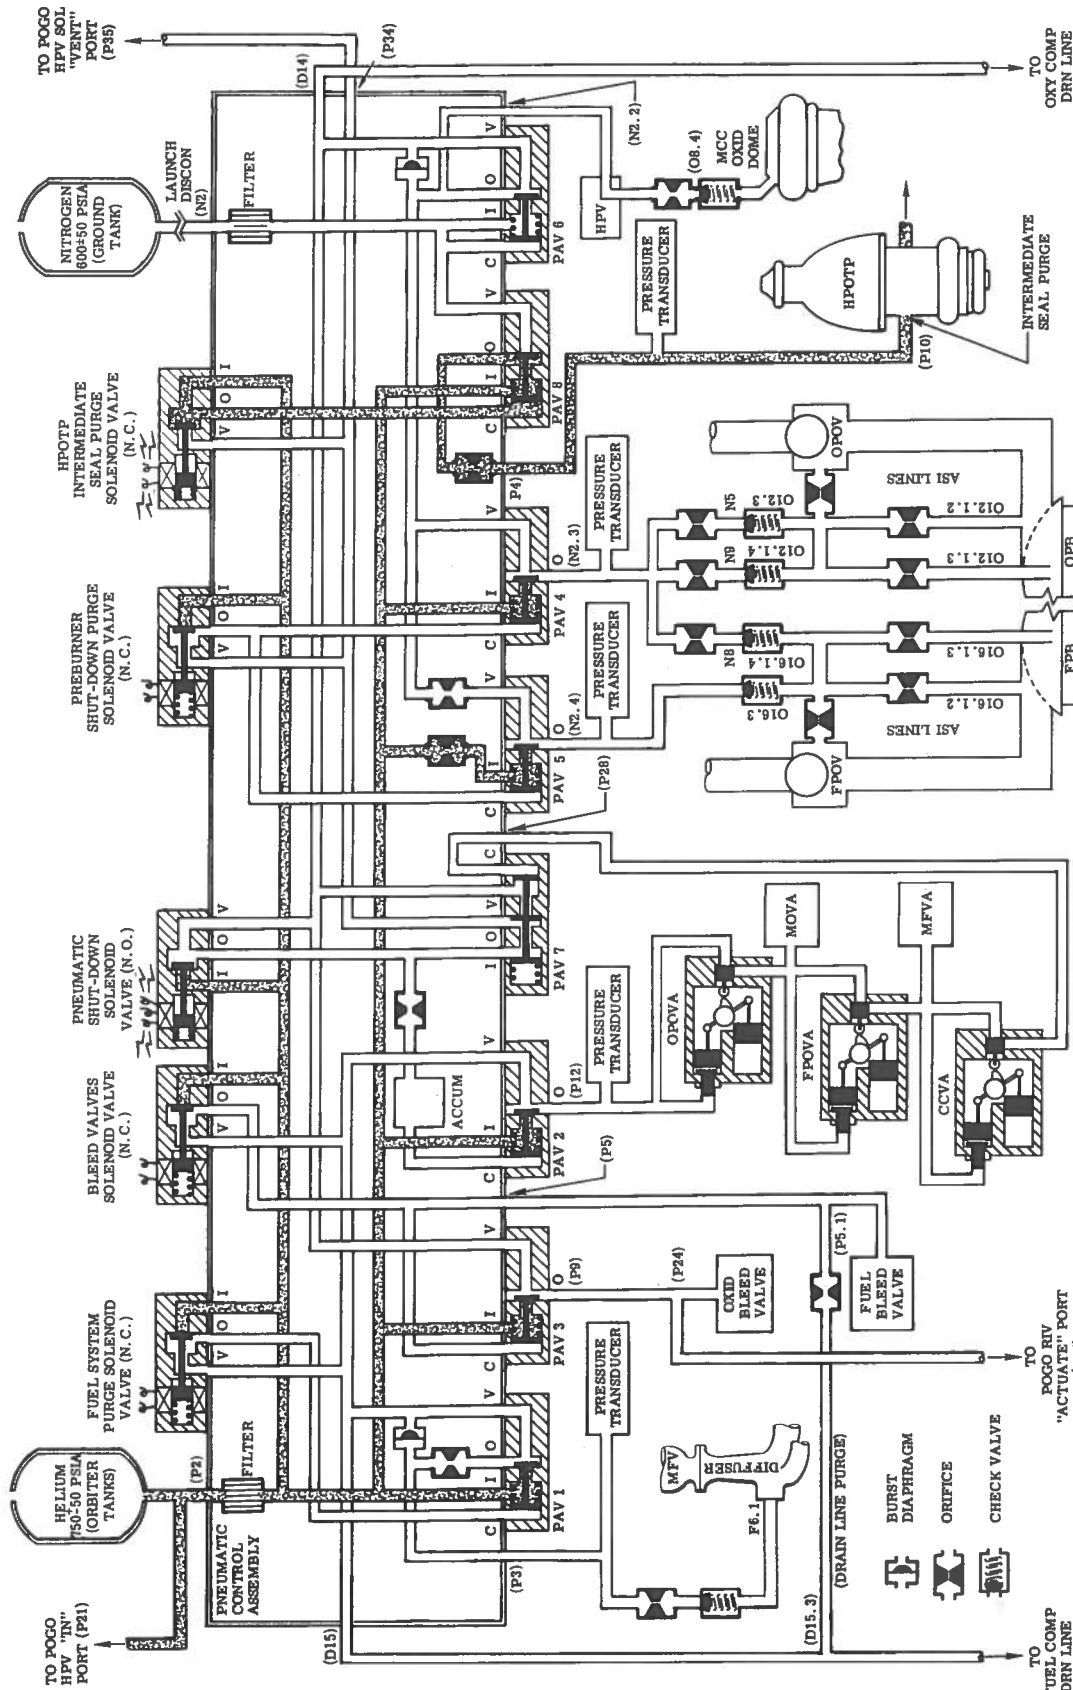 TO POGO
HPV SOL
"VENT"
PORT
(P35)
(P34)
(D14)
NITROGEN
600±50 PSIA
(GROUND
TANK)
LAUNCH
DISCON
(N2)
FILTER
(N2.2)
TO
OXY COMP
DRN LINE
V
O
I
C
PAV 6
HPV
(O8.4)
MCC
OXID
DOME
PRESSURE
TRANSDUCER
HPOTP
INTERMEDIATE
SEAL PURGE
(P10)
HPOTP
INTERMEDIATE
SEAL PURGE
SOLENOID VALVE
(N.C.)
I
O
V
V
O
I
C
PAV 8
(P4)
PREBURNER
SHUT-DOWN PURGE
SOLENOID VALVE
(N.C.)
I
O
V
V
O
I
C
PAV 4
(N2.3)
PRESSURE
TRANSDUCER
V
O
I
C
PAV 5
(N2.4)
PRESSURE
TRANSDUCER
N5
O12.3
N9
O12.1.4
N8
O16.1.4
O16.3
OPOV
ASI LINES
O12.1.2
O12.1.3
O16.1.3
O16.1.2
ASI LINES
FPOV
OPB
FPB
(P28)
PNEUMATIC
SHUT-DOWN
SOLENOID
VALVE (N.O.)
V
O
I
C
V
O
I
PAV 7
BLEED VALVES
SOLENOID VALVE
(N.C.)
I
O
V
ACCUM
V
O
I
C
PAV 2
(P12)
PRESSURE
TRANSDUCER
OPOVA
MOVA
FPOVA
MFVA
CCVA
(P5)
FUEL SYSTEM
PURGE SOLENOID
VALVE (N.C.)
I
O
V
V
O
I
C
PAV 3
(P9)
(P24)
OXID
BLEED
VALVE
(P5.1)
FUEL
BLEED
VALVE
TO
POGO RIV
"ACTUATE" PORT
HELIUM
750±50 PSIA
(ORBITER
TANKS)
(P2)
FILTER
PNEUMATIC
CONTROL
ASSEMBLY
TO POGO
HPV "IN"
PORT (P21)
V
O
I
C
PAV 1
(P3)
(D15)
PRESSURE
TRANSDUCER
MFV
DIFFUSER
F6.1
(DRAIN LINE PURGE)
(D15.3)
TO
FUEL COMP
DRN LINE
BURST
DIAPHRAGM
ORIFICE
CHECK VALVE